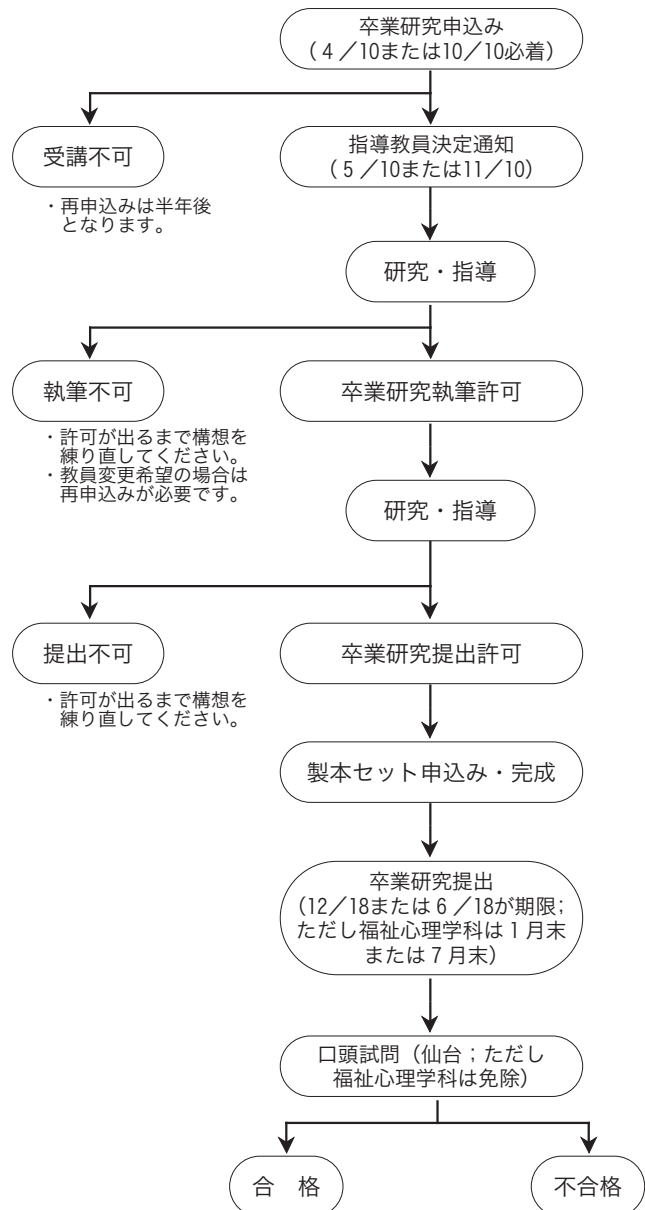 卒業研究申込み
（４／10または10／10必着）
受講不可
指導教員決定通知
（５／10または11／10）
・再申込みは半年後
となります。
研究・指導
執筆不可
卒業研究執筆許可
・許可が出るまで構想を
練り直してください。
・教員変更希望の場合は
再申込みが必要です。
研究・指導
提出不可
卒業研究提出許可
・許可が出るまで構想を
練り直してください。
製本セット申込み・完成
卒業研究提出
（12／18または６／18が期限；
ただし福祉心理学科は１月末
または７月末）
口頭試問（仙台；ただし
福祉心理学科は免除）
合　格
不合格